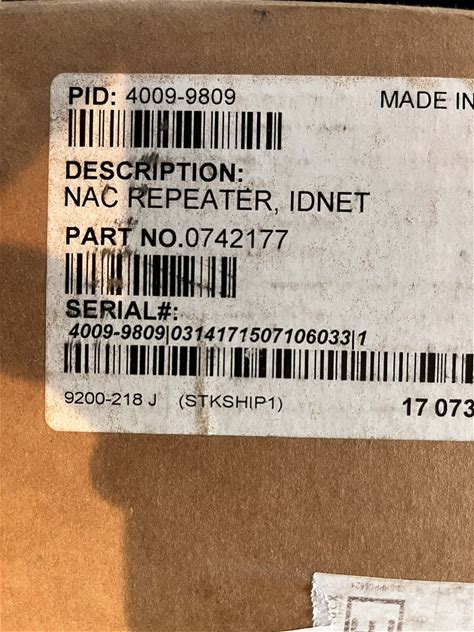 PID: 4009-9809
MADE IN
DESCRIPTION:
NAC REPEATER, IDNET
PART NO.0742177
SERIAL#:
4009-9809|0314171507106033|1
9200-218 J (STKSHIP1)
17 073